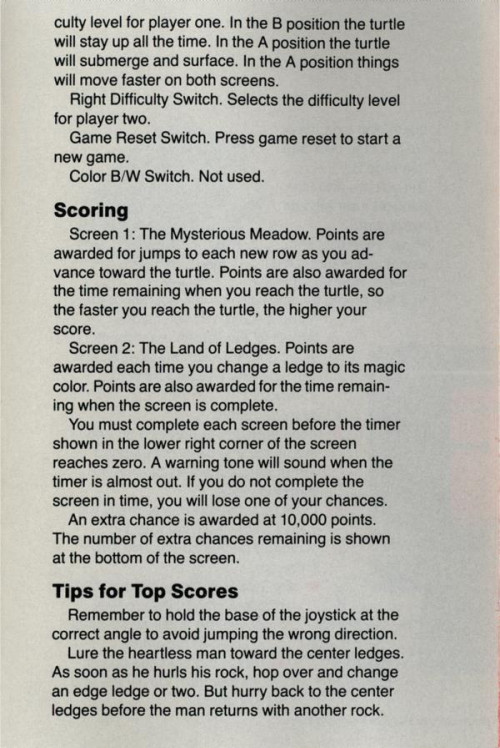 culty level for player one. In the B position the turtle
will stay up all the time. In the A position the turtle
will submerge and surface. In the A position things
will move faster on both screens.
Right Difficulty Switch. Selects the difficulty level
for player two.
Game Reset Switch. Press game reset to start a
new game.
Color B/W Switch. Not used.
Scoring
Screen 1: The Mysterious Meadow. Points are
awarded for jumps to each new row as you ad-
vance toward the turtle. Points are also awarded for
the time remaining when you reach the turtle, so
the faster you reach the turtle, the higher your
score.
Screen 2: The Land of Ledges. Points are
awarded each time you change a ledge to its magic
color. Points are also awarded for the time remain-
ing when the screen is complete.
You must complete each screen before the timer
shown in the lower right corner of the screen
reaches zero. A warning tone will sound when the
timer is almost out. If you do not complete the
screen in time, you will lose one of your chances.
An extra chance is awarded at 10,000 points.
The number of extra chances remaining is shown
at the bottom of the screen.
Tips for Top Scores
Remember to hold the base of the joystick at the
correct angle to avoid jumping the wrong direction.
Lure the heartless man toward the center ledges.
As soon as he hurls his rock, hop over and change
an edge ledge or two. But hurry back to the center
ledges before the man returns with another rock.